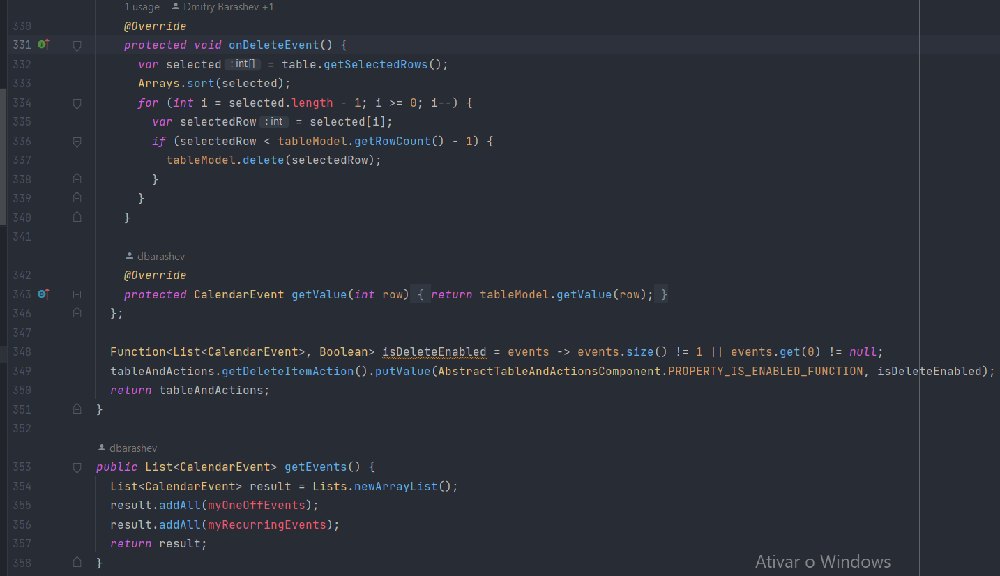 1 usage Dmitry Barashev +1
330 @Override
331 protected void onDeleteEvent() {
332 var selected : int[] = table.getSelectedRows();
333 Arrays.sort(selected);
334 for (int i = selected.length - 1; i >= 0; i--) {
335 var selectedRow : int = selected[i];
336 if (selectedRow < tableModel.getRowCount() - 1) {
337 tableModel.delete(selectedRow);
338 }
339 }
340 }
341
dbarashev
342 @Override
343 protected CalendarEvent getValue(int row) { return tableModel.getValue(row); }
346 };
347
348 Function<List<CalendarEvent>, Boolean> isDeleteEnabled = events -> events.size() != 1 || events.get(0) != null;
349 tableAndActions.getDeleteItemAction().putValue(AbstractTableAndActionsComponent.PROPERTY_IS_ENABLED_FUNCTION, isDeleteEnabled);
350 return tableAndActions;
351 }
352
dbarashev
353 public List<CalendarEvent> getEvents() {
354 List<CalendarEvent> result = Lists.newArrayList();
355 result.addAll(myOneOffEvents);
356 result.addAll(myRecurringEvents);
357 return result;
358 }
Ativar o Windows